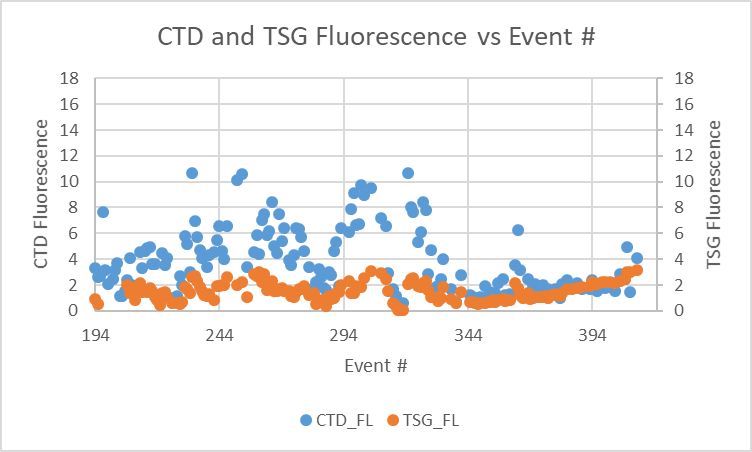 CTD and TSG Fluorescence vs Event #
18 18
16 16
14 14
12 12
10 10
8 8
6 6
4 4
2 2
0 0
CTD Fluorescence
TSG Fluorescence
194 244 294 344 394
Event #
CTD_FL TSG_FL